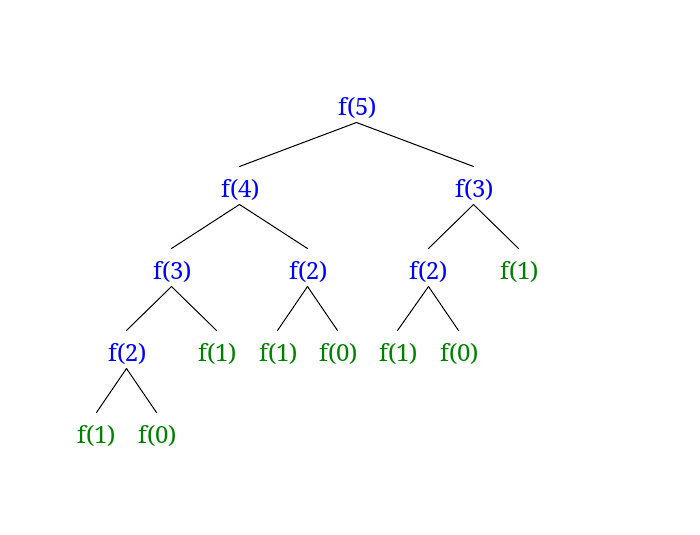 f(5)
f(4) f(3)
f(3) f(2) f(2) f(1)
f(2) f(1) f(1) f(0) f(1) f(0)
f(1) f(0)